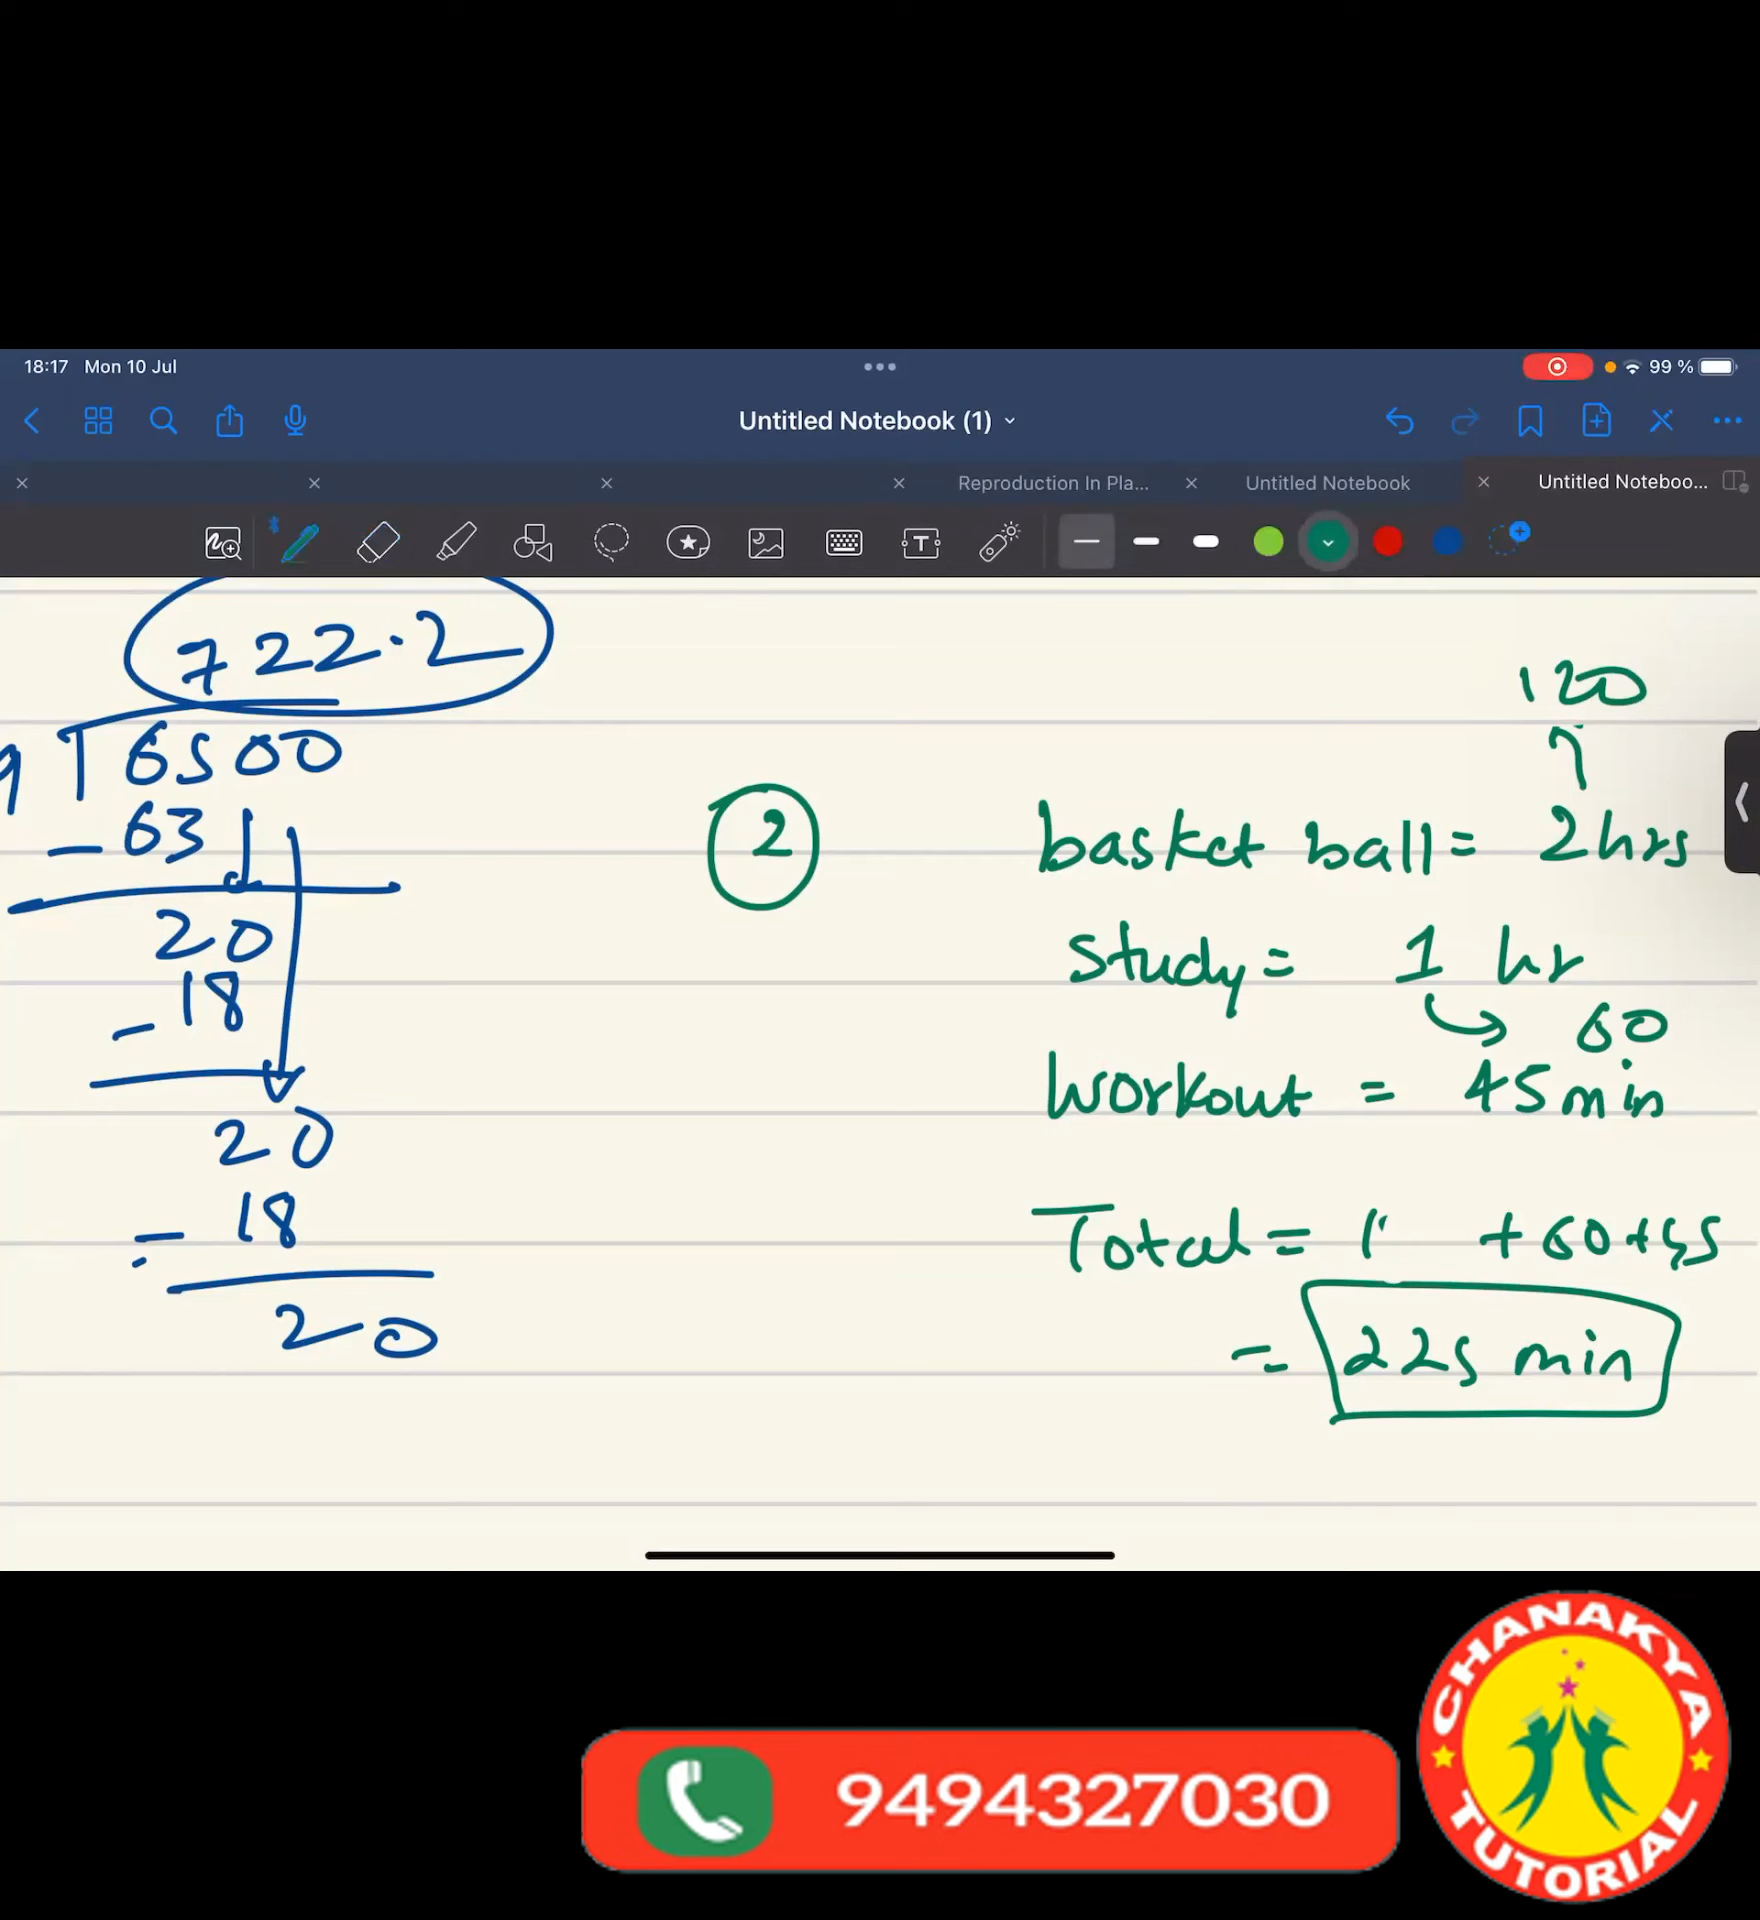 18:17 Mon 10 Jul
99 %
Untitled Notebook (1)
Reproduction In Pla...
Untitled Notebook
Untitled Noteboo...
722.2
9 6500
- 63
20
- 18
20
- 18
20
2
120
basket ball = 2hrs
study = 1 hr
60
Workout = 45 min
Total = 1 + 60 + 45
= 225 min
9494327030
CHANAKYA
TUTORIAL